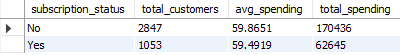 subscription_status total_customers avg_spending total_spending
No 2847 59.8651 170436
Yes 1053 59.4919 62645